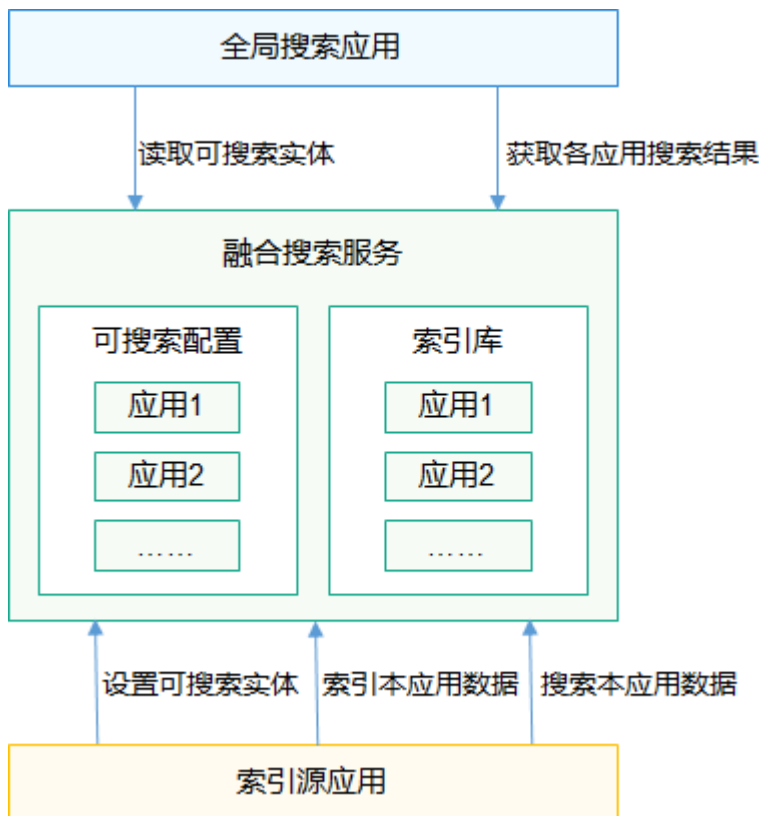 全局搜索应用
读取可搜索实体
获取各应用搜索结果
融合搜索服务
可搜索配置
索引库
应用1
应用1
应用2
应用2
……
……
设置可搜索实体
索引本应用数据
搜索本应用数据
索引源应用